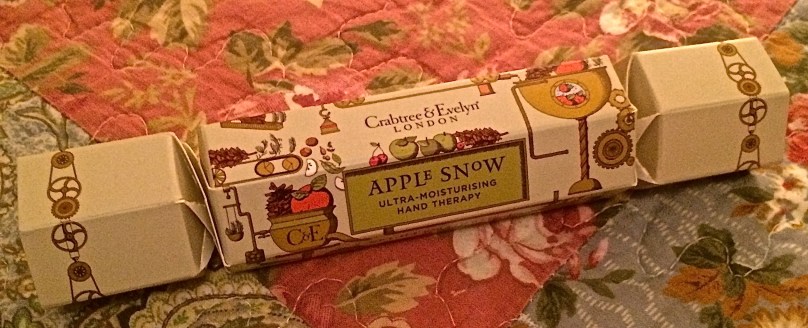 Crabtree & Evelyn®
LONDON
APPLE SNOW
ULTRA-MOISTURISING
HAND THERAPY
C&E